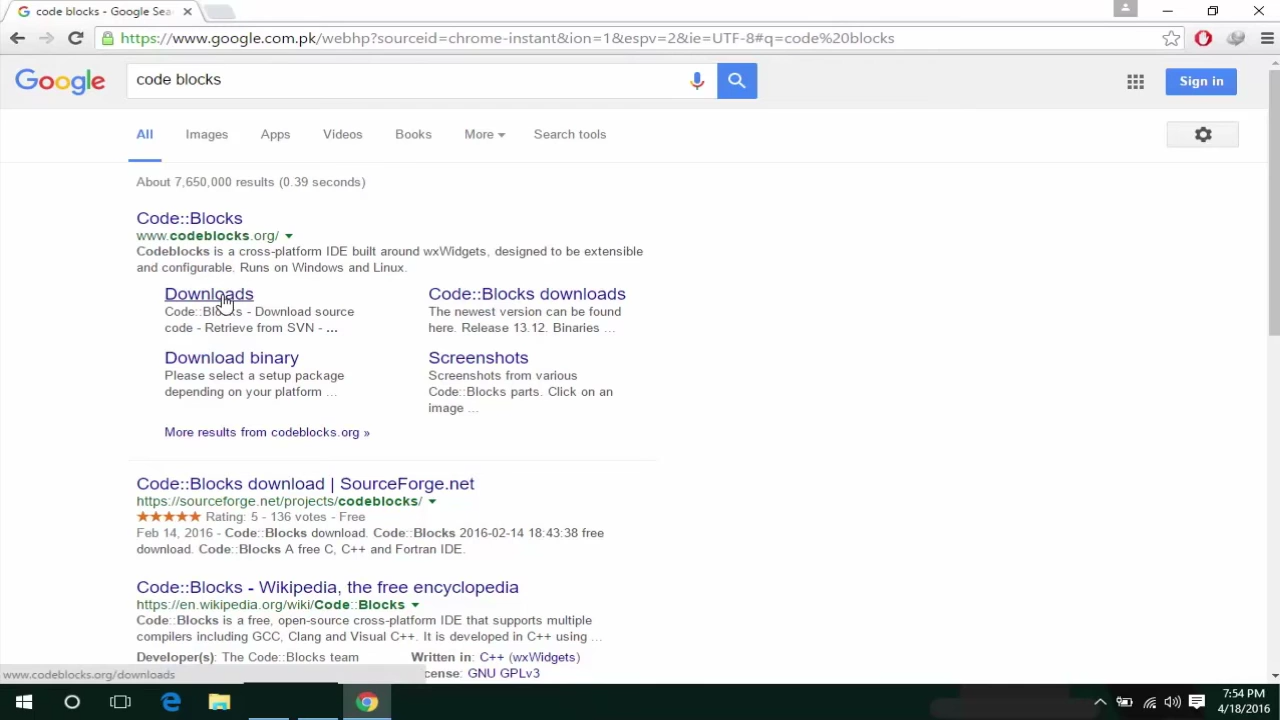 code blocks - Google Sea
https://www.google.com.pk/webhp?sourceid=chrome-instant&ion=1&espv=2&ie=UTF-8#q=code%20blocks
Google
code blocks
Sign in
All Images Apps Videos Books More Search tools
About 7,650,000 results (0.39 seconds)
Code::Blocks
www.codeblocks.org/
Codeblocks is a cross-platform IDE built around wxWidgets, designed to be extensible
and configurable. Runs on Windows and Linux.
Downloads
Code::Blocks - Download source
code - Retrieve from SVN - ...
Code::Blocks downloads
The newest version can be found
here. Release 13.12. Binaries ...
Download binary
Please select a setup package
depending on your platform ...
Screenshots
Screenshots from various
Code::Blocks parts. Click on an
image ...
More results from codeblocks.org »
Code::Blocks download | SourceForge.net
https://sourceforge.net/projects/codeblocks/
Rating: 5 - 136 votes - Free
Feb 14, 2016 - Code::Blocks download. Code::Blocks 2016-02-14 18:43:38 free
download. Code::Blocks A free C, C++ and Fortran IDE.
Code::Blocks - Wikipedia, the free encyclopedia
https://en.wikipedia.org/wiki/Code::Blocks
Code::Blocks is a free, open-source cross-platform IDE that supports multiple
compilers including GCC, Clang and Visual C++. It is developed in C++ using ...
Developer(s): The Code::Blocks team
Written in: C++ (wxWidgets)
cense: GNU GPLv3
www.codeblocks.org/downloads
7:54 PM
4/18/2016